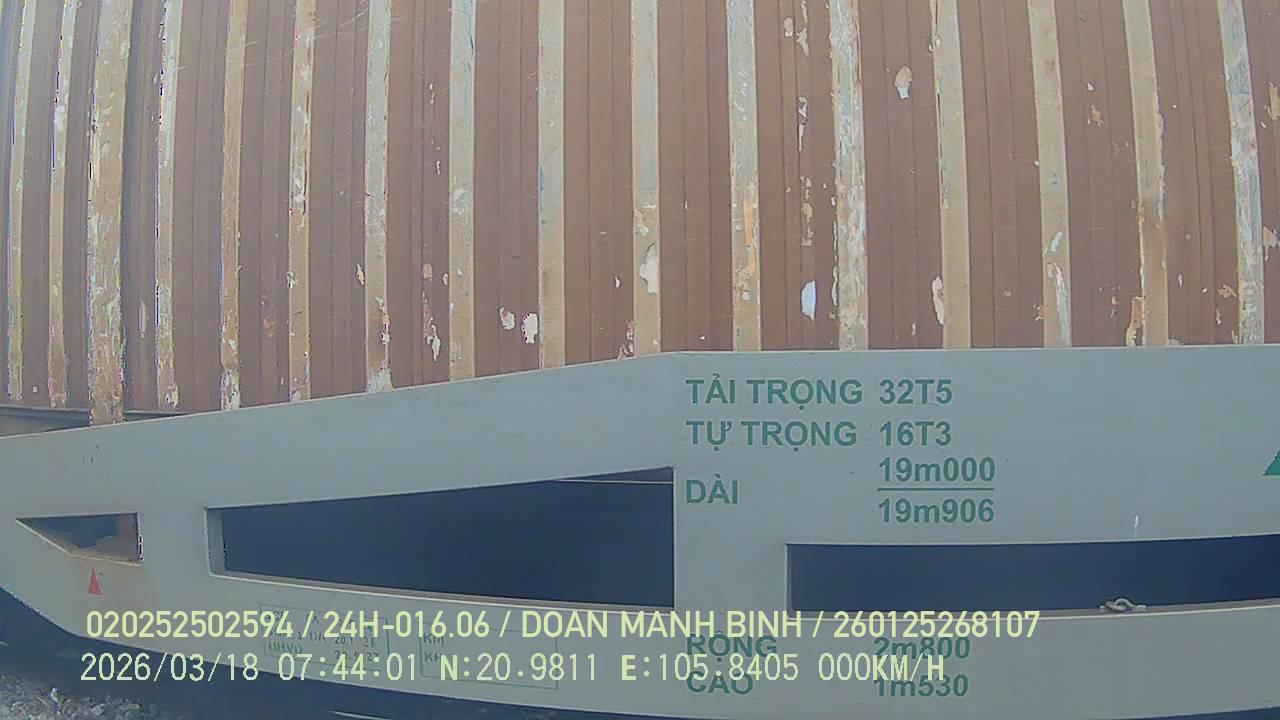 TẢI TRỌNG 32T5
TỰ TRỌNG 16T3
DÀI 19m000
19m906
020252502594 / 24H-016.06 / DOAN MANH BINH / 260125268107
RỘNG 2m800
2026/03/18 07:44:01 N:20.9811 E:105.8405 000KM/H
CAO 1m530